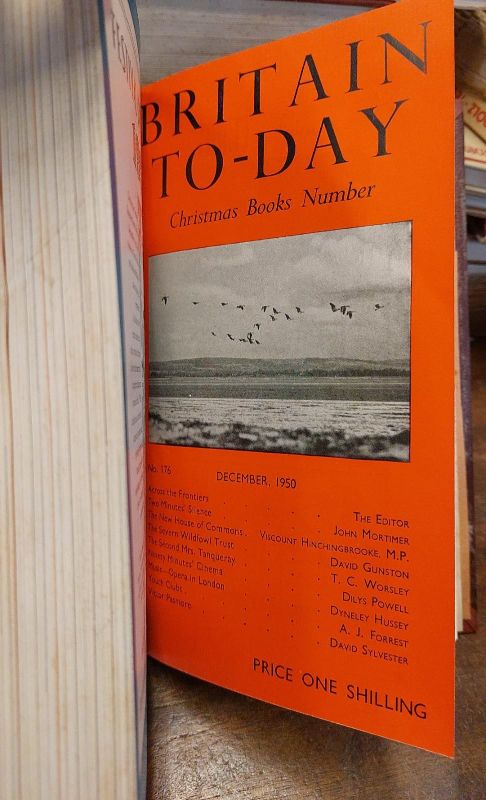 BRITAIN
TO-DAY
Christmas Books Number
No. 176
DECEMBER, 1950
Across the Frontiers . . . . THE EDITOR
Two Minutes' Silence . . . . JOHN MORTIMER
The New House of Commons . VISCOUNT HINCHINGBROOKE, M.P.
The Severn Wildfowl Trust . . . DAVID GUNSTON
The Second Mrs. Tanqueray . . . T. C. WORSLEY
Ninety Minutes' Cinema . . . DILYS POWELL
Music—Opera in London . . . DYNELEY HUSSEY
Youth Clubs . . . . A. J. FORREST
Victor Pasmore . . . . DAVID SYLVESTER
PRICE ONE SHILLING